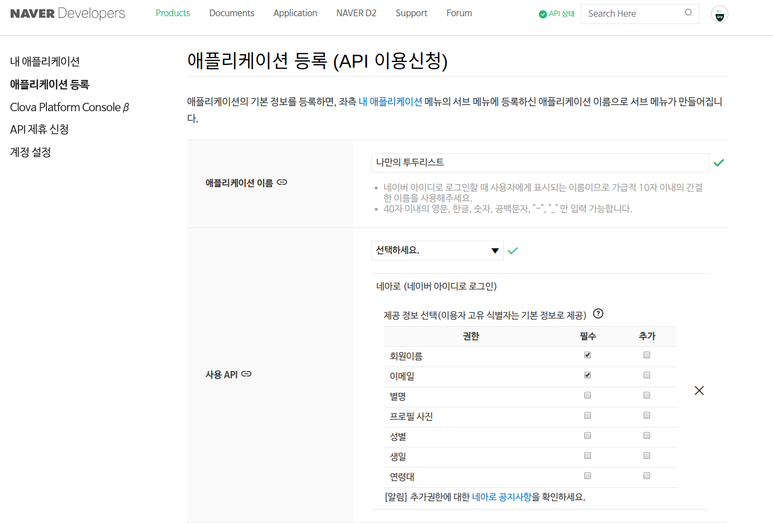 NAVER Developers
Products Documents Application NAVER D2 Support Forum
API 상태
Search Here
내 애플리케이션
애플리케이션 등록
Clova Platform Console β
API 제휴 신청
계정 설정
애플리케이션 등록 (API 이용신청)
애플리케이션의 기본 정보를 등록하면, 좌측 내 애플리케이션 메뉴의 서브 메뉴에 등록하신 애플리케이션 이름으로 서브 메뉴가 만들어집니
다.
애플리케이션 이름
나만의 투두리스트
• 네이버 아이디로 로그인할 때 사용자에게 표시되는 이름이므로 가급적 10자 이내의 간결
한 이름을 사용해주세요.
• 40자 이내의 영문, 한글, 숫자, 공백문자, "-", "_" 만 입력 가능합니다.
사용 API
선택하세요.
네아로 (네이버 아이디로 로그인)
제공 정보 선택(이용자 고유 식별자는 기본 정보로 제공) ?
권한 필수 추가
회원이름
이메일
별명
프로필 사진
성별
생일
연령대
[알림] 추가권한에 대한 네아로 공지사항을 확인하세요.